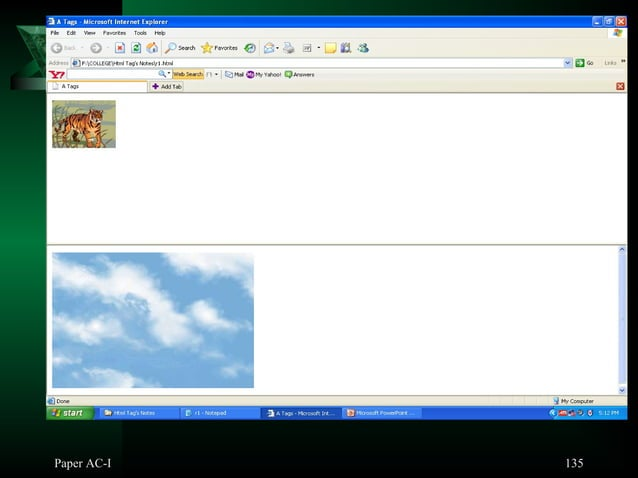 A Tags - Microsoft Internet Explorer
File Edit View Favorites Tools Help
Back Search Favorites
Address F:\COLLEGE\Html Tag's Notes\r1.html Go Links »
Y! Web Search Mail My Yahoo! Answers
A Tags Add Tab
Done My Computer
start Html Tag's Notes r1 - Notepad A Tags - Microsoft Int... Microsoft PowerPoint ... 5:12 PM
Paper AC-I 135